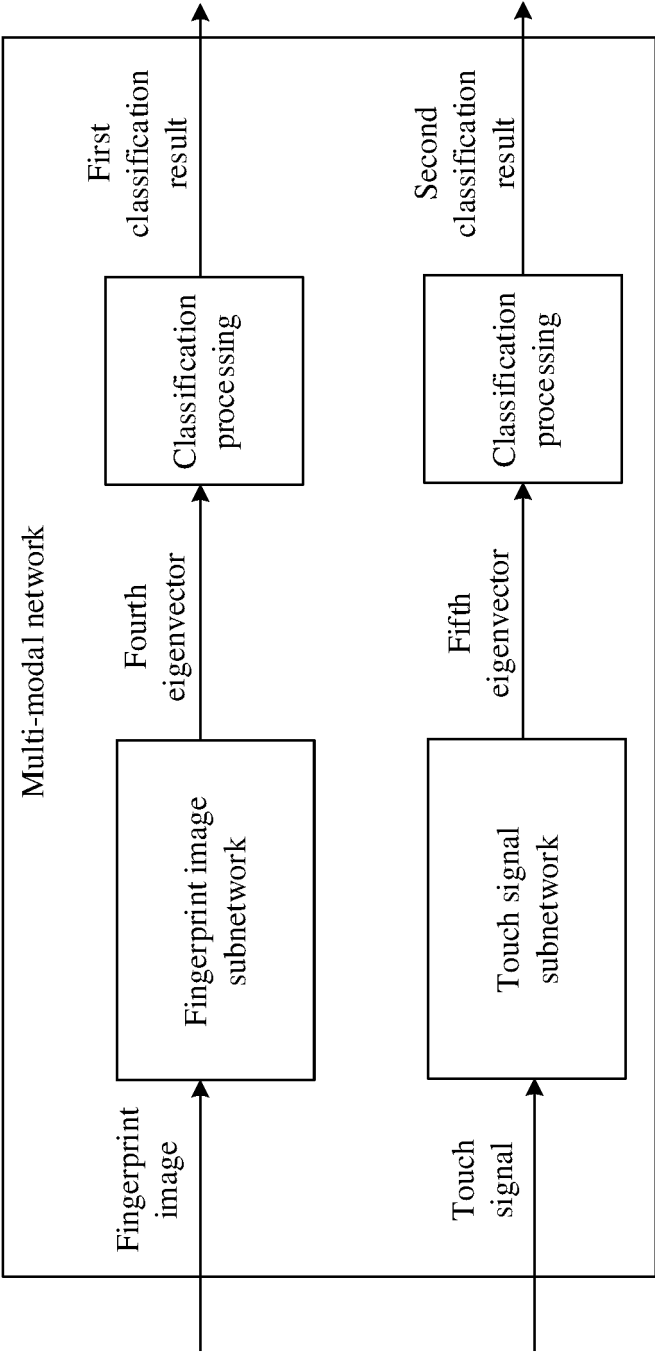 Multi-modal network
Fingerprint
image
Fingerprint image
subnetwork
Fourth
eigenvector
Classification
processing
First
classification
result
Touch
signal
Touch signal
subnetwork
Fifth
eigenvector
Classification
processing
Second
classification
result